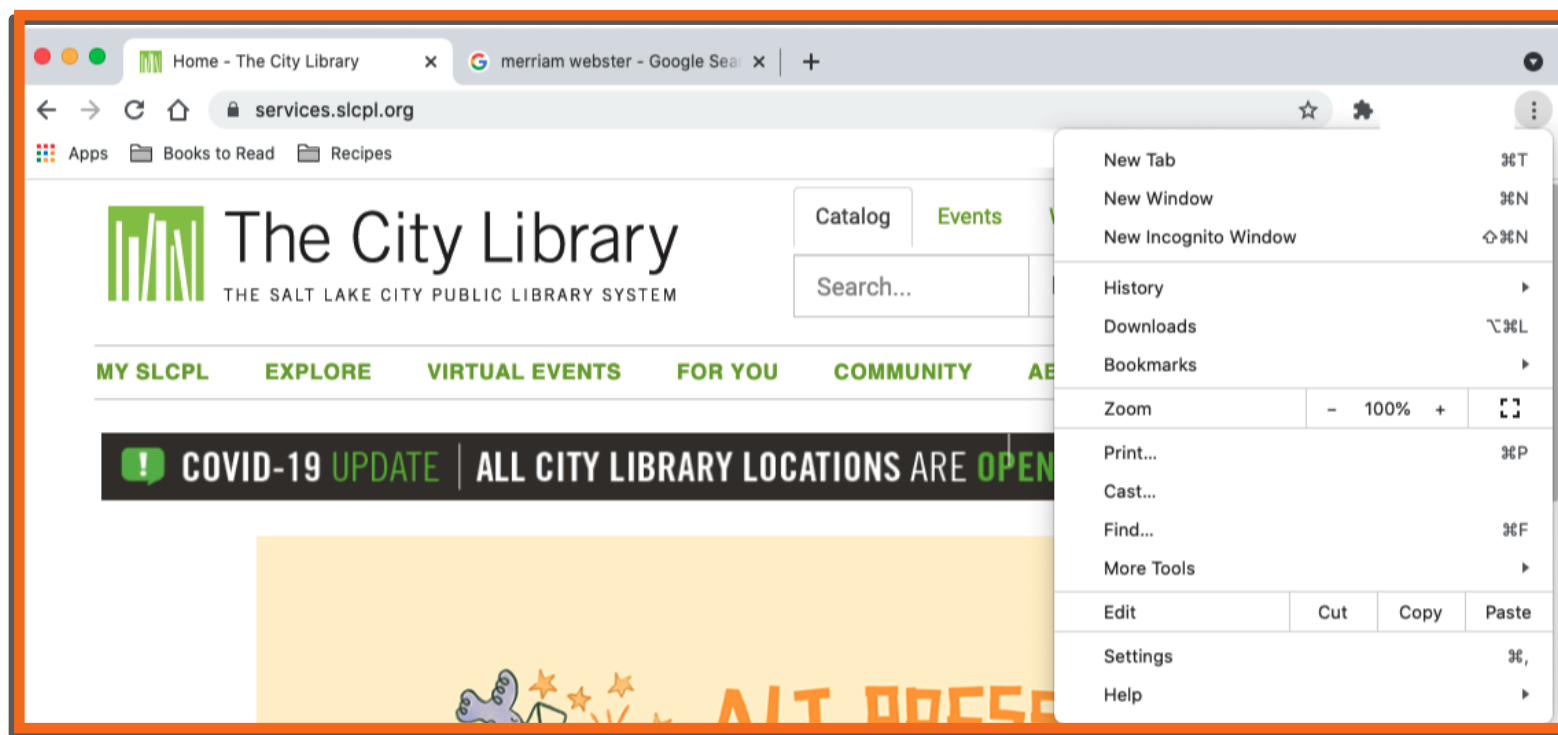 Home - The City Library
merriam webster - Google Sea
services.slcpl.org
Apps Books to Read Recipes
The City Library
THE SALT LAKE CITY PUBLIC LIBRARY SYSTEM
Catalog Events
Search...
MY SLCPL EXPLORE VIRTUAL EVENTS FOR YOU COMMUNITY
COVID-19 UPDATE | ALL CITY LIBRARY LOCATIONS ARE OPEN
ALT PRESS
New Tab ⌘T
New Window ⌘N
New Incognito Window ⇧⌘N
History
Downloads ⌥⌘L
Bookmarks
Zoom - 100% +
Print... ⌘P
Cast...
Find... ⌘F
More Tools
Edit Cut Copy Paste
Settings ⌘,
Help